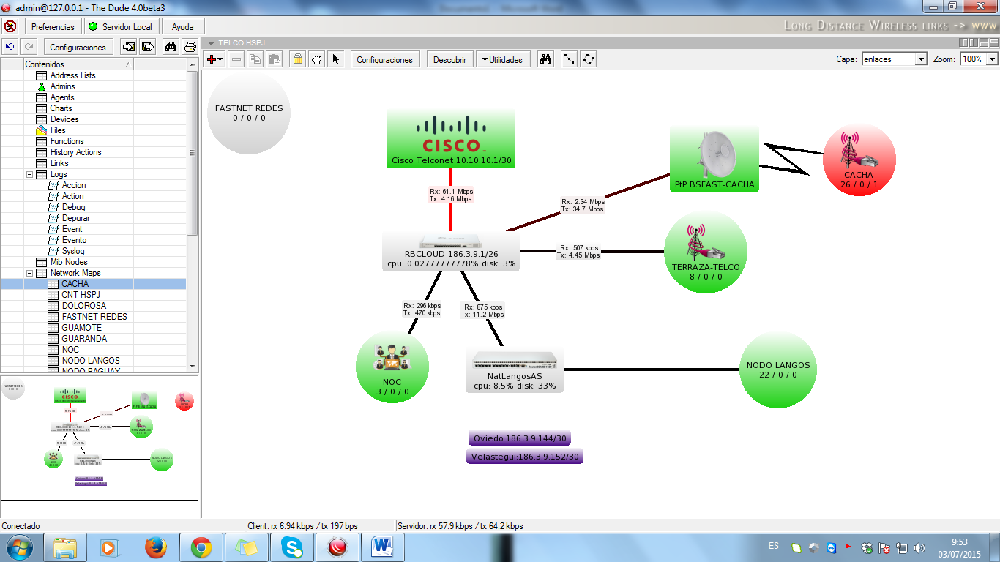 admin@127.0.0.1 - The Dude 4.0beta3
Preferencias
Servidor Local
Ayuda
Long Distance Wireless links -> www
Configuraciones
Contenidos
Address Lists
Admins
Agents
Charts
Devices
Files
Functions
History Actions
Links
Logs
Accion
Action
Debug
Depurar
Event
Evento
Syslog
Mib Nodes
Network Maps
CACHA
CNT HSPJ
DOLOROSA
FASTNET REDES
GUAMOTE
GUARANDA
NOC
NODO LANGOS
NODO PAGUAY
TELCO HSPJ
Configuraciones
Descubrir
Utilidades
Capa: enlaces
Zoom: 100%
FASTNET REDES
0 / 0 / 0
CISCO
Cisco Telconet 10.10.10.1/30
Rx: 61.1 Mbps
Tx: 4.16 Mbps
PtP BSFAST-CACHA
CACHA
26 / 0 / 1
Rx: 2.34 Mbps
Tx: 34.7 Mbps
RBCLOUD 186.3.9.1/26
cpu: 0.02777777778% disk: 3%
Rx: 507 kbps
Tx: 4.45 Mbps
TERRAZA-TELCO
8 / 0 / 0
Rx: 296 kbps
Tx: 470 kbps
Rx: 875 kbps
Tx: 11.2 Mbps
NOC
3 / 0 / 0
NatLangosAS
cpu: 8.5% disk: 33%
NODO LANGOS
22 / 0 / 0
Oviedo:186.3.9.144/30
Velastegui:186.3.9.152/30
Conectado
Client: rx 6.94 kbps / tx 197 bps
Servidor: rx 57.9 kbps / tx 64.2 kbps
ES
9:53
03/07/2015